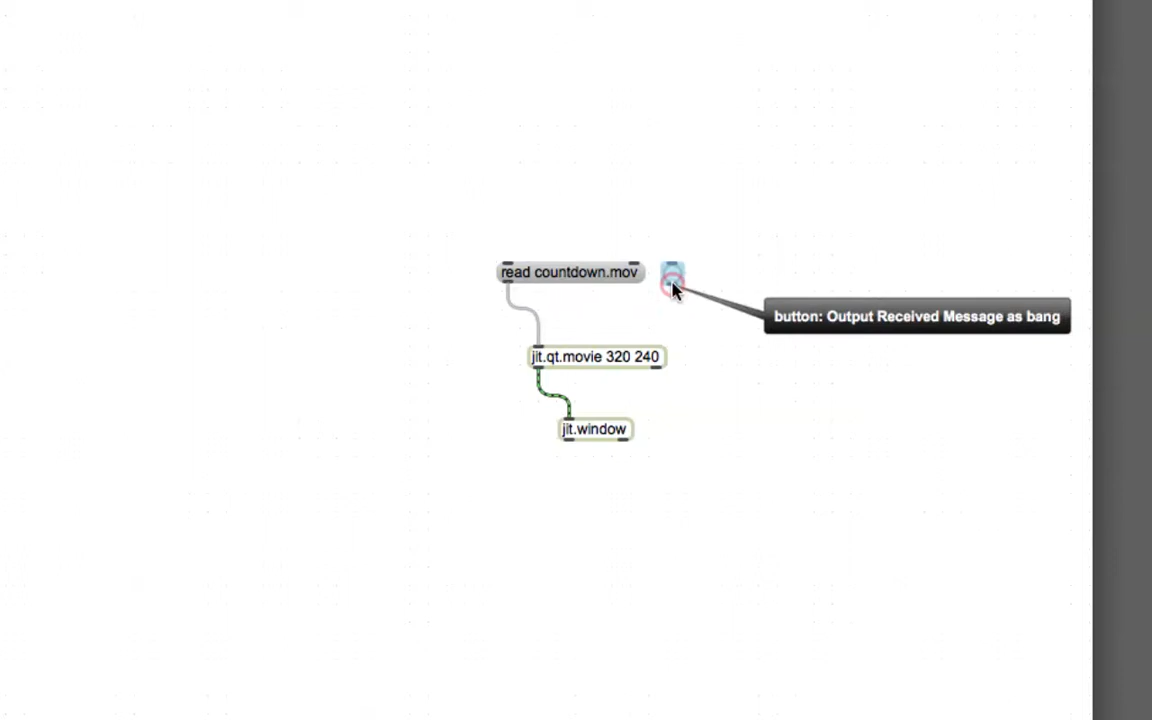 read countdown.mov
button: Output Received Message as bang
jit.qt.movie 320 240
jit.window